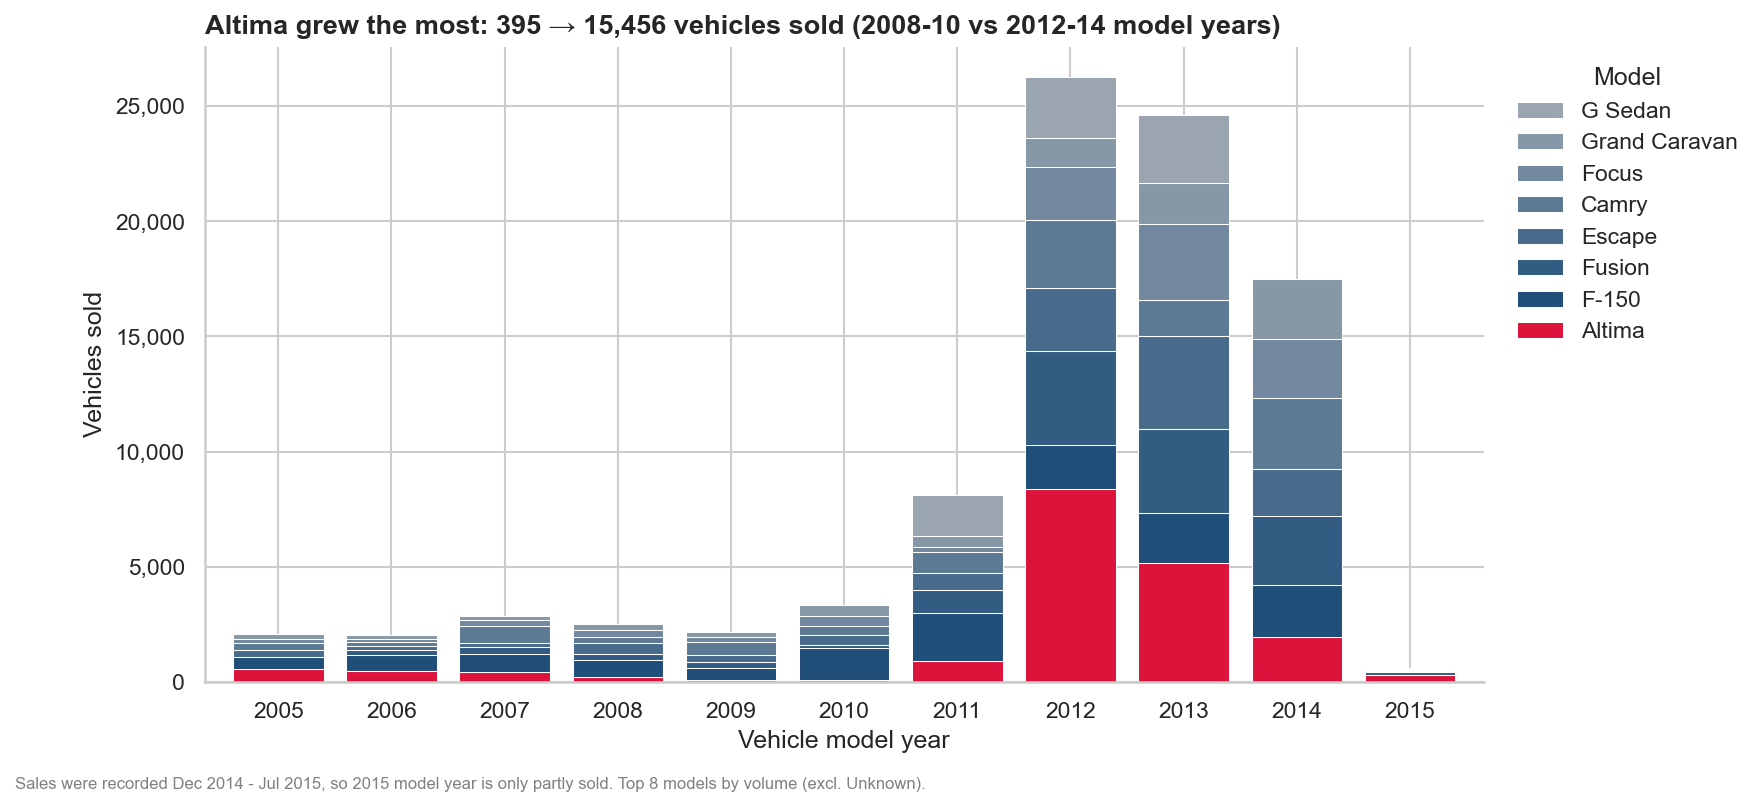 Altima grew the most: 395 → 15,456 vehicles sold (2008-10 vs 2012-14 model years)
Model
G Sedan
Grand Caravan
Focus
Camry
Escape
Fusion
F-150
Altima
Vehicles sold
25,000
20,000
15,000
10,000
5,000
0
2005 2006 2007 2008 2009 2010 2011 2012 2013 2014 2015
Vehicle model year
Sales were recorded Dec 2014 - Jul 2015, so 2015 model year is only partly sold. Top 8 models by volume (excl. Unknown).